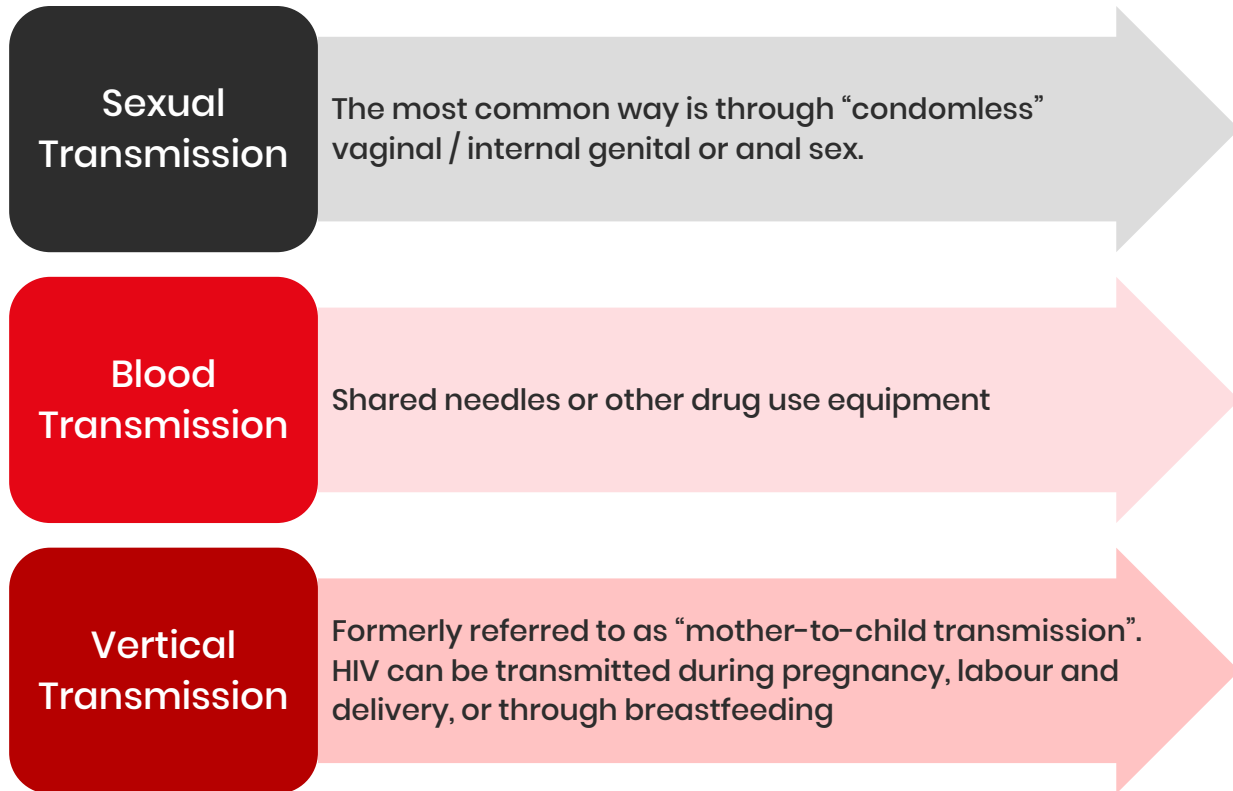 Sexual
Transmission
The most common way is through “condomless”
vaginal / internal genital or anal sex.
Blood
Transmission
Shared needles or other drug use equipment
Vertical
Transmission
Formerly referred to as “mother-to-child transmission”.
HIV can be transmitted during pregnancy, labour and
delivery, or through breastfeeding